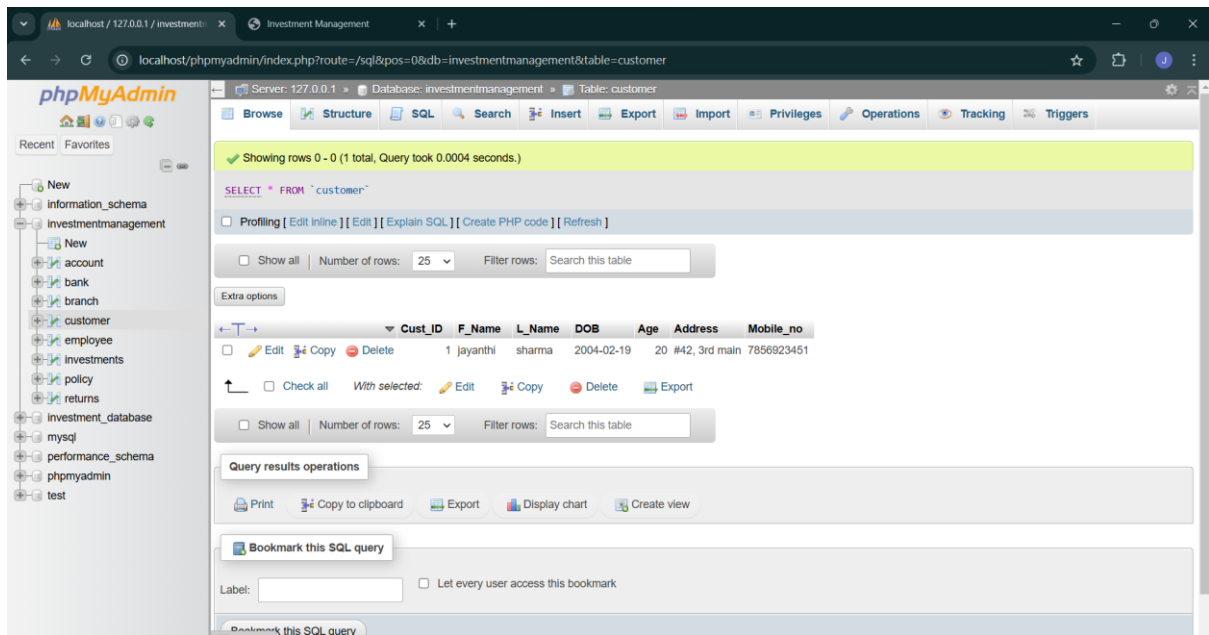 localhost / 127.0.0.1 / investment
Investment Management
localhost/phpmyadmin/index.php?route=/sql&pos=0&db=investmentmanagement&table=customer
J
phpMyAdmin
Recent Favorites
New
information_schema
investmentmanagement
New
account
bank
branch
customer
employee
investments
policy
returns
investment_database
mysql
performance_schema
phpmyadmin
test
Server: 127.0.0.1 » Database: investmentmanagement » Table: customer
Browse Structure SQL Search Insert Export Import Privileges Operations Tracking Triggers
Showing rows 0 - 0 (1 total, Query took 0.0004 seconds.)
SELECT * FROM `customer`
Profiling [ Edit inline ] [ Edit ] [ Explain SQL ] [ Create PHP code ] [ Refresh ]
Show all Number of rows: 25 Filter rows: Search this table
Extra options
Cust_ID F_Name L_Name DOB Age Address Mobile_no
Edit Copy Delete 1 jayanthi sharma 2004-02-19 20 #42, 3rd main 7856923451
Check all With selected: Edit Copy Delete Export
Show all Number of rows: 25 Filter rows: Search this table
Query results operations
Print Copy to clipboard Export Display chart Create view
Bookmark this SQL query
Label: Let every user access this bookmark
Bookmark this SQL query